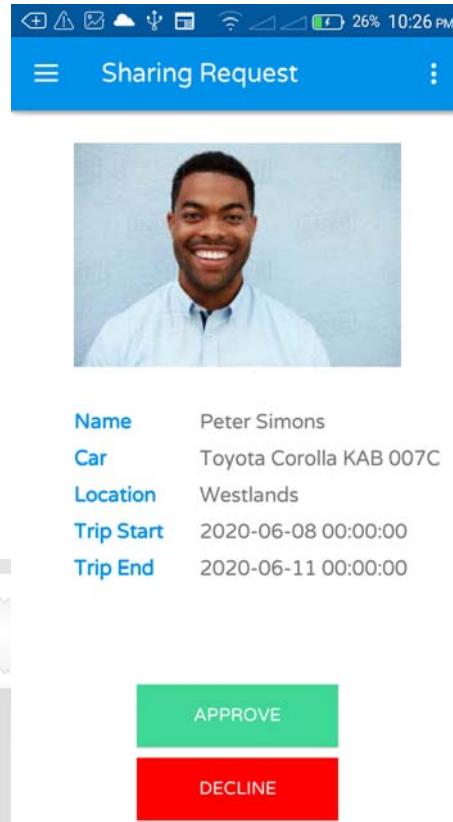 26% 10:26 PM
Sharing Request
Name Peter Simons
Car Toyota Corolla KAB 007C
Location Westlands
Trip Start 2020-06-08 00:00:00
Trip End 2020-06-11 00:00:00
APPROVE
DECLINE